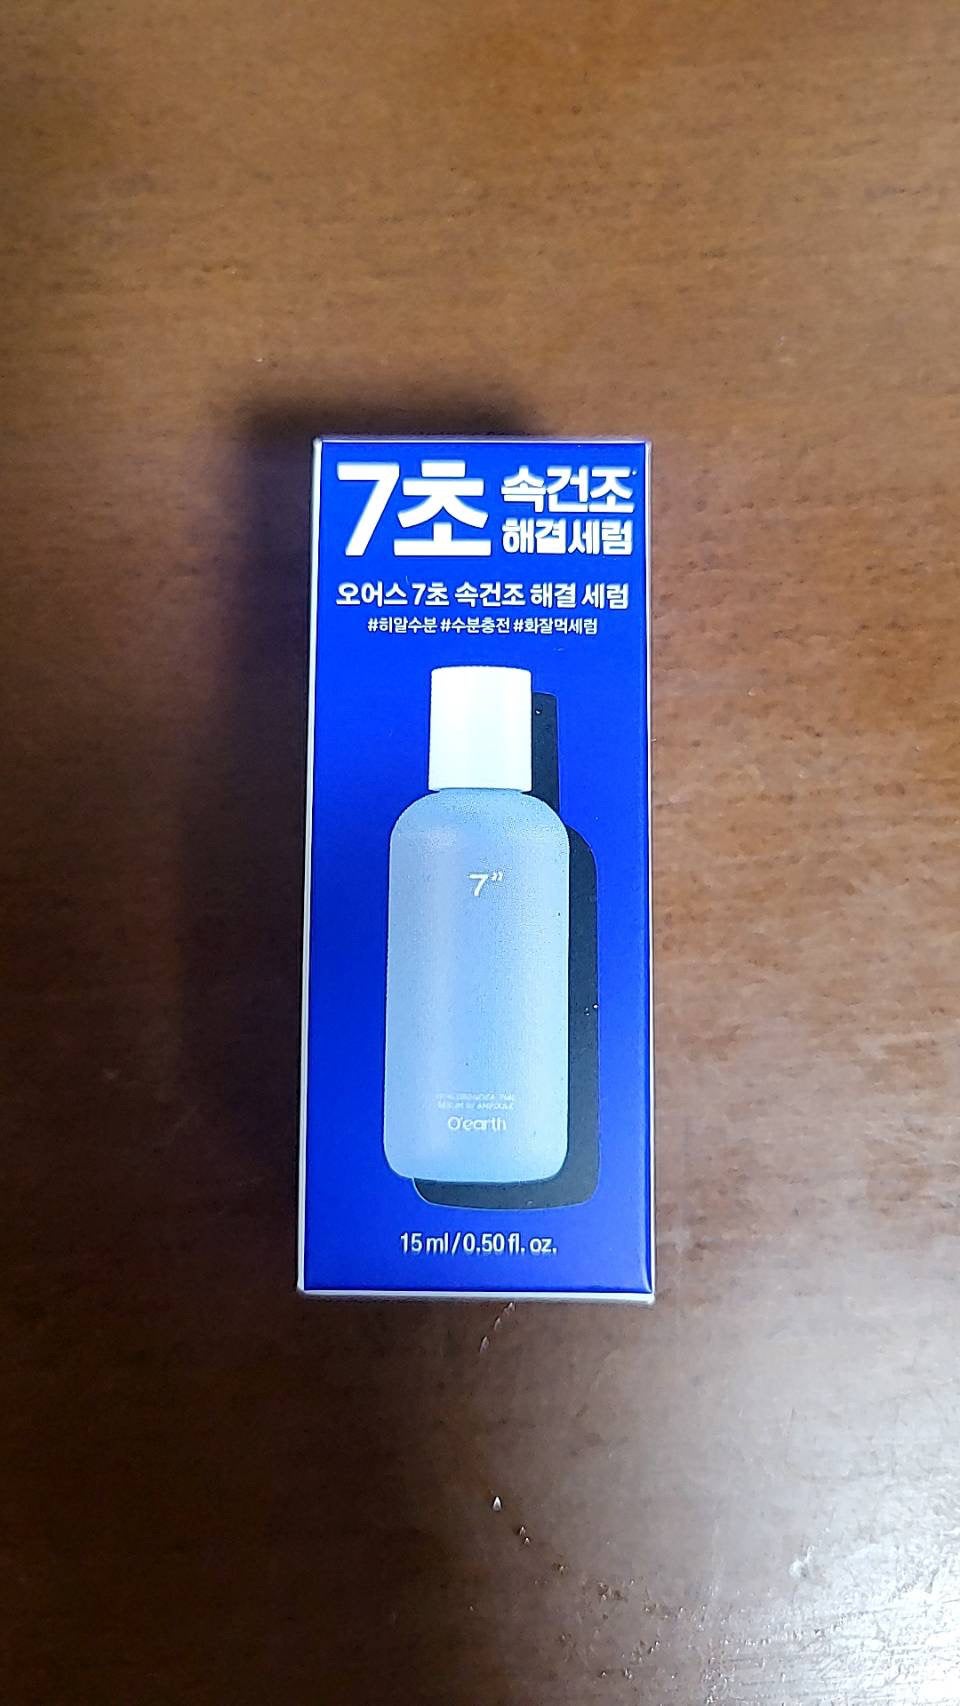 7초 속건조
해결세럼
오어스 7초 속건조 해결 세럼
#히알수분 #수분충전 #화잘먹세럼
7"
O'earth
15 ml / 0.50 fl. oz.